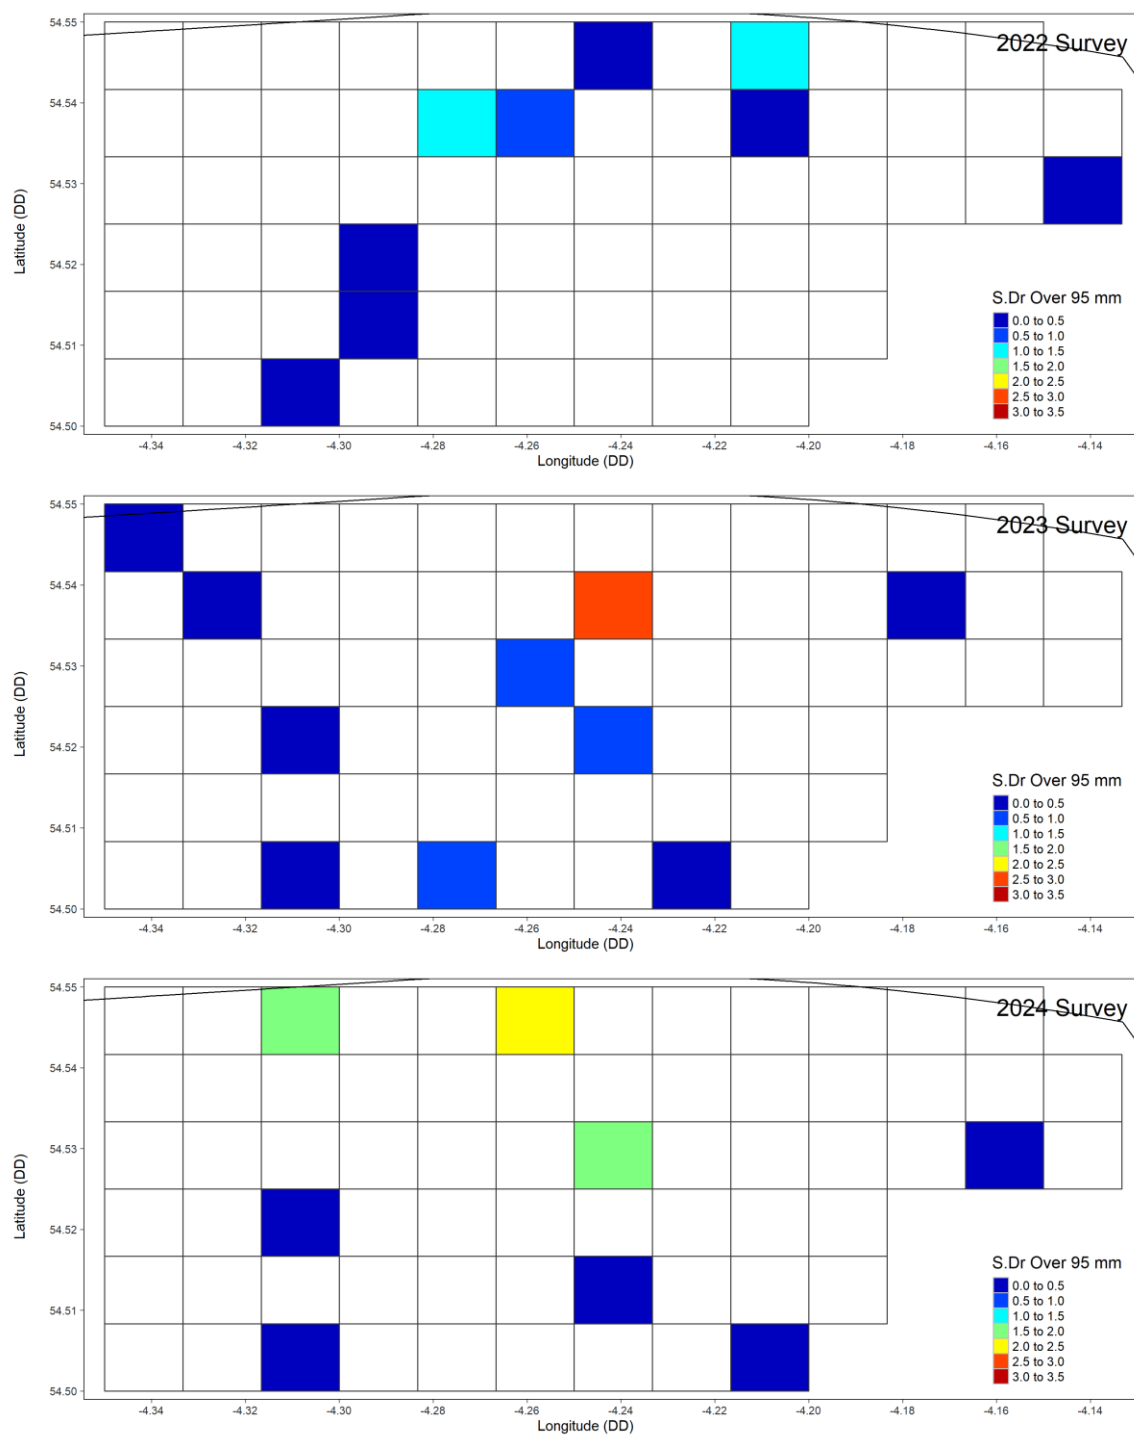 2022 Survey
54.55
54.54
54.53
54.52
54.51
54.50
Latitude (DD)
S.Dr Over 95 mm
0.0 to 0.5
0.5 to 1.0
1.0 to 1.5
1.5 to 2.0
2.0 to 2.5
2.5 to 3.0
3.0 to 3.5
-4.34 -4.32 -4.30 -4.28 -4.26 -4.24 -4.22 -4.20 -4.18 -4.16 -4.14
Longitude (DD)
2023 Survey
54.55
54.54
54.53
54.52
54.51
54.50
Latitude (DD)
S.Dr Over 95 mm
0.0 to 0.5
0.5 to 1.0
1.0 to 1.5
1.5 to 2.0
2.0 to 2.5
2.5 to 3.0
3.0 to 3.5
-4.34 -4.32 -4.30 -4.28 -4.26 -4.24 -4.22 -4.20 -4.18 -4.16 -4.14
Longitude (DD)
2024 Survey
54.55
54.54
54.53
54.52
54.51
54.50
Latitude (DD)
S.Dr Over 95 mm
0.0 to 0.5
0.5 to 1.0
1.0 to 1.5
1.5 to 2.0
2.0 to 2.5
2.5 to 3.0
3.0 to 3.5
-4.34 -4.32 -4.30 -4.28 -4.26 -4.24 -4.22 -4.20 -4.18 -4.16 -4.14
Longitude (DD)